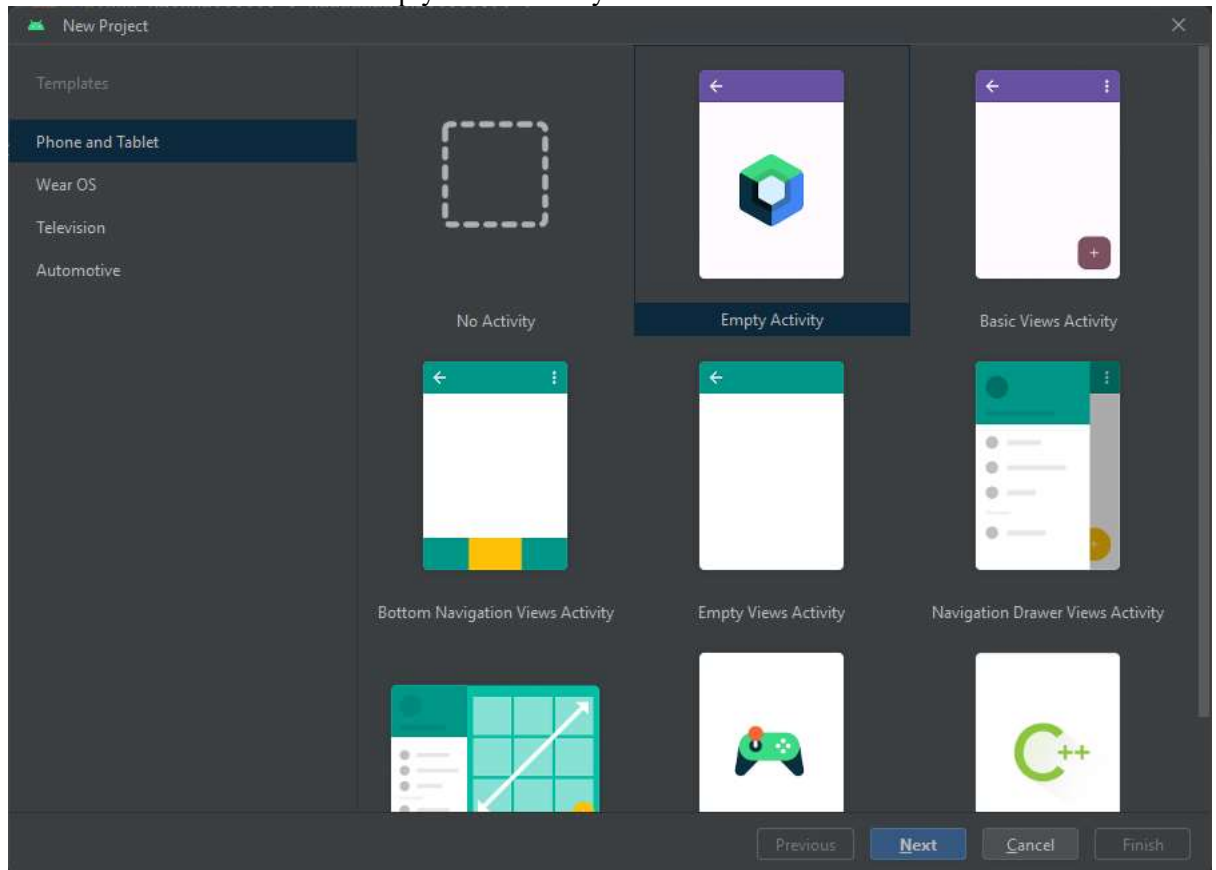 New Project
Templates
Phone and Tablet
Wear OS
Television
Automotive
No Activity
Empty Activity
Basic Views Activity
Bottom Navigation Views Activity
Empty Views Activity
Navigation Drawer Views Activity
C++
Previous
Next
Cancel
Finish